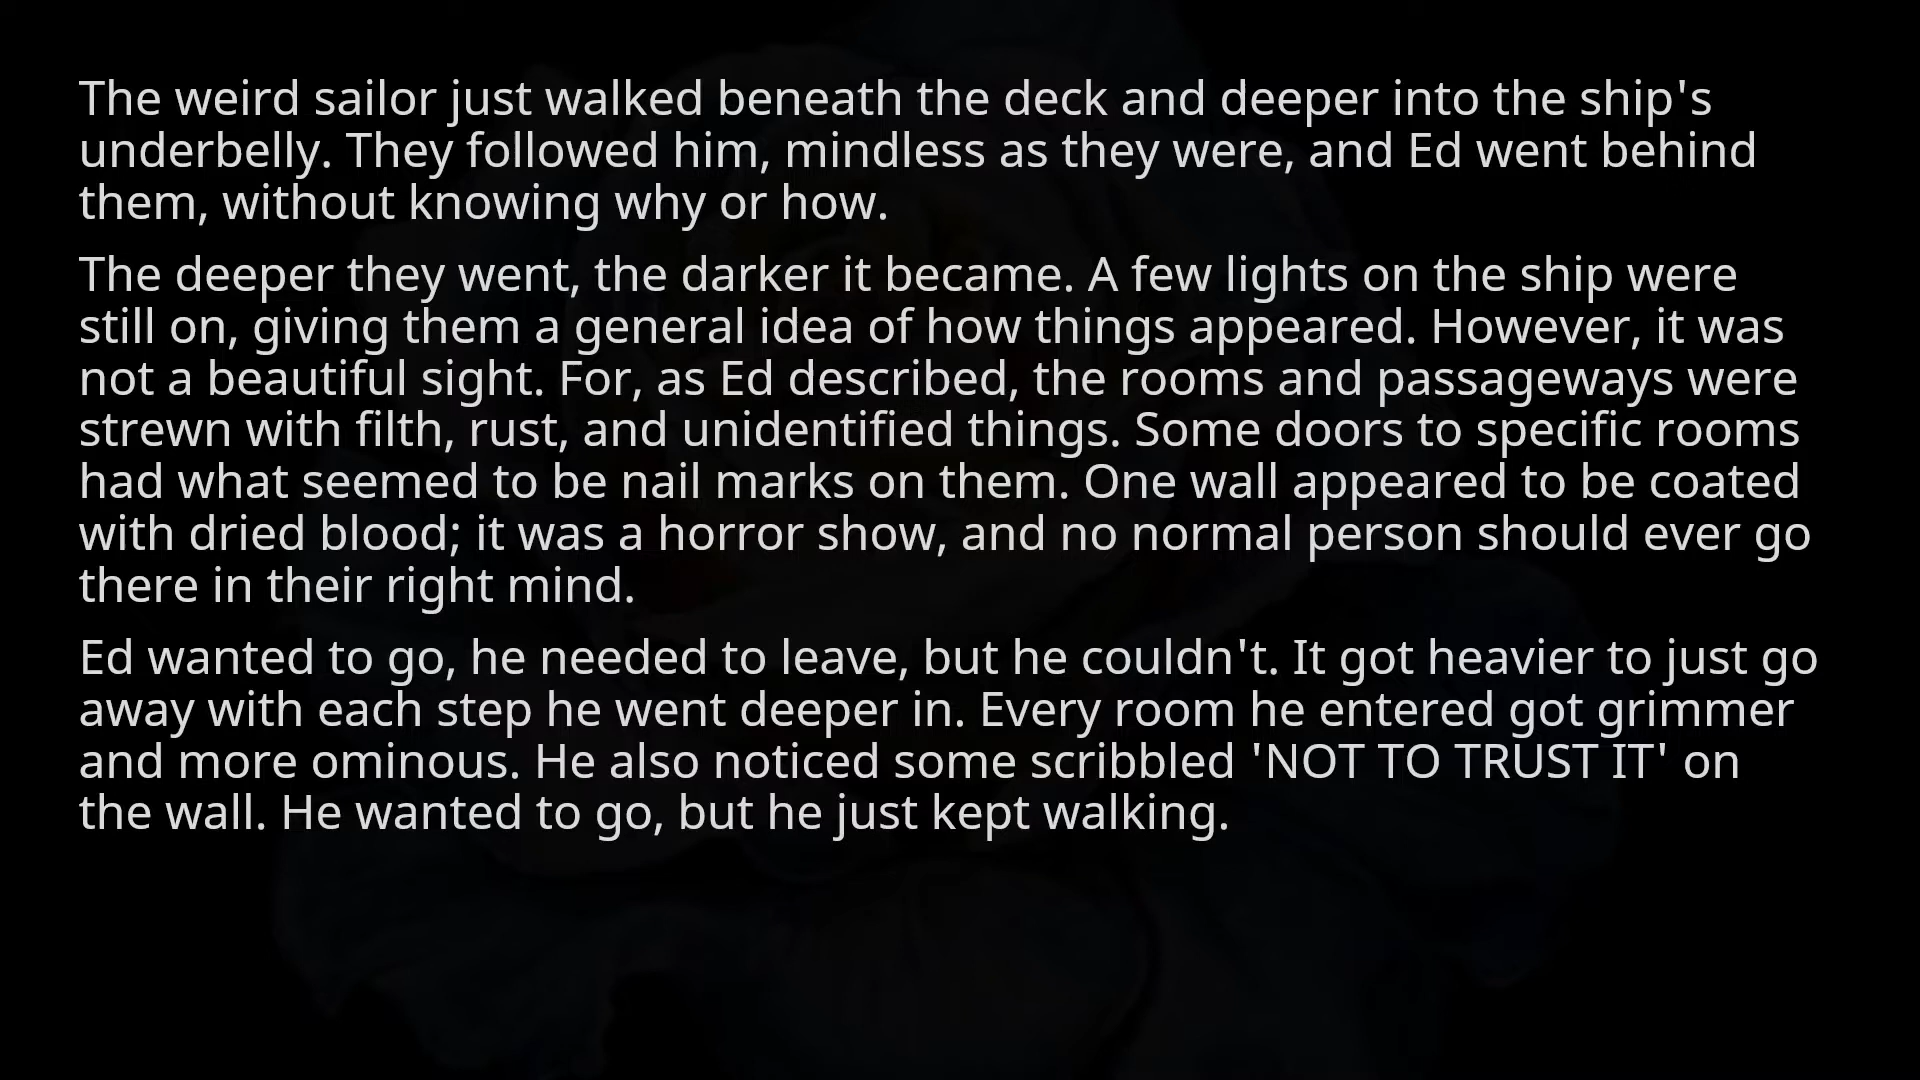 The weird sailor just walked beneath the deck and deeper into the ship's
underbelly. They followed him, mindless as they were, and Ed went behind
them, without knowing why or how.
The deeper they went, the darker it became. A few lights on the ship were
still on, giving them a general idea of how things appeared. However, it was
not a beautiful sight. For, as Ed described, the rooms and passageways were
strewn with filth, rust, and unidentified things. Some doors to specific rooms
had what seemed to be nail marks on them. One wall appeared to be coated
with dried blood; it was a horror show, and no normal person should ever go
there in their right mind.
Ed wanted to go, he needed to leave, but he couldn't. It got heavier to just go
away with each step he went deeper in. Every room he entered got grimmer
and more ominous. He also noticed some scribbled 'NOT TO TRUST IT' on
the wall. He wanted to go, but he just kept walking.